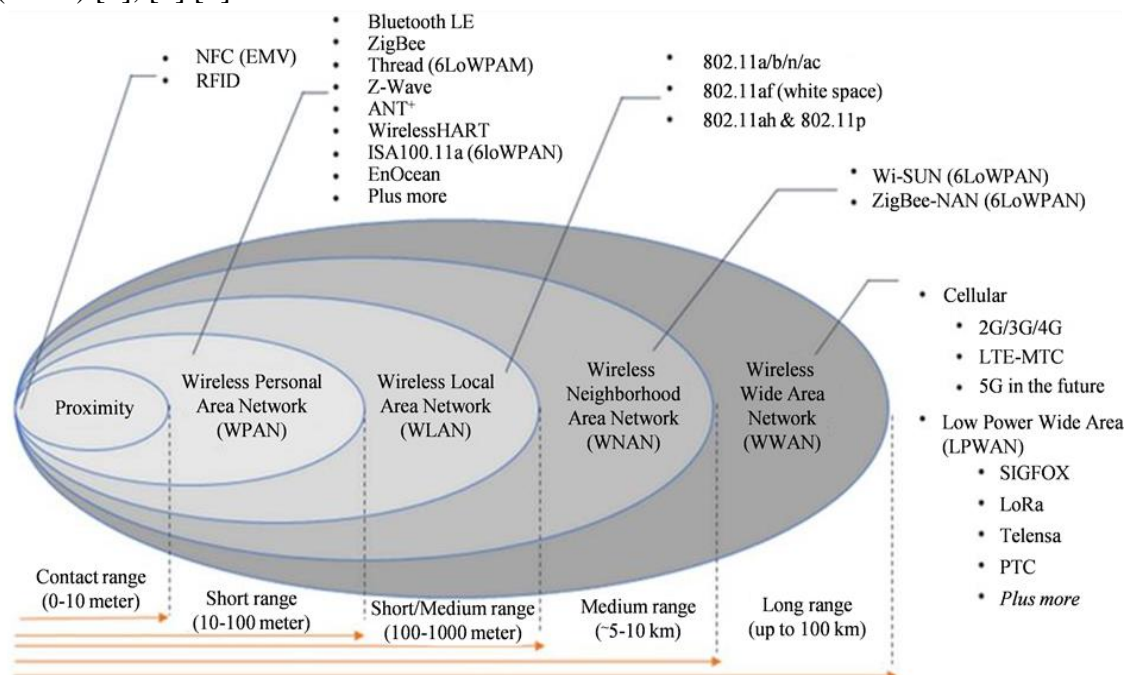 NFC (EMV)
RFID
Bluetooth LE
ZigBee
Thread (6LoWPAM)
Z-Wave
ANT+
WirelessHART
ISA100.11a (6loWPAN)
EnOcean
Plus more
802.11a/b/n/ac
802.11af (white space)
802.11ah & 802.11p
Wi-SUN (6LoWPAN)
ZigBee-NAN (6LoWPAN)
Cellular
2G/3G/4G
LTE-MTC
5G in the future
Low Power Wide Area
(LPWAN)
SIGFOX
LoRa
Telensa
PTC
Plus more
Proximity
Wireless Personal
Area Network
(WPAN)
Wireless Local
Area Network
(WLAN)
Wireless
Neighborhood
Area Network
(WNAN)
Wireless
Wide Area
Network
(WWAN)
Contact range
(0-10 meter)
Short range
(10-100 meter)
Short/Medium range
(100-1000 meter)
Medium range
(~5-10 km)
Long range
(up to 100 km)